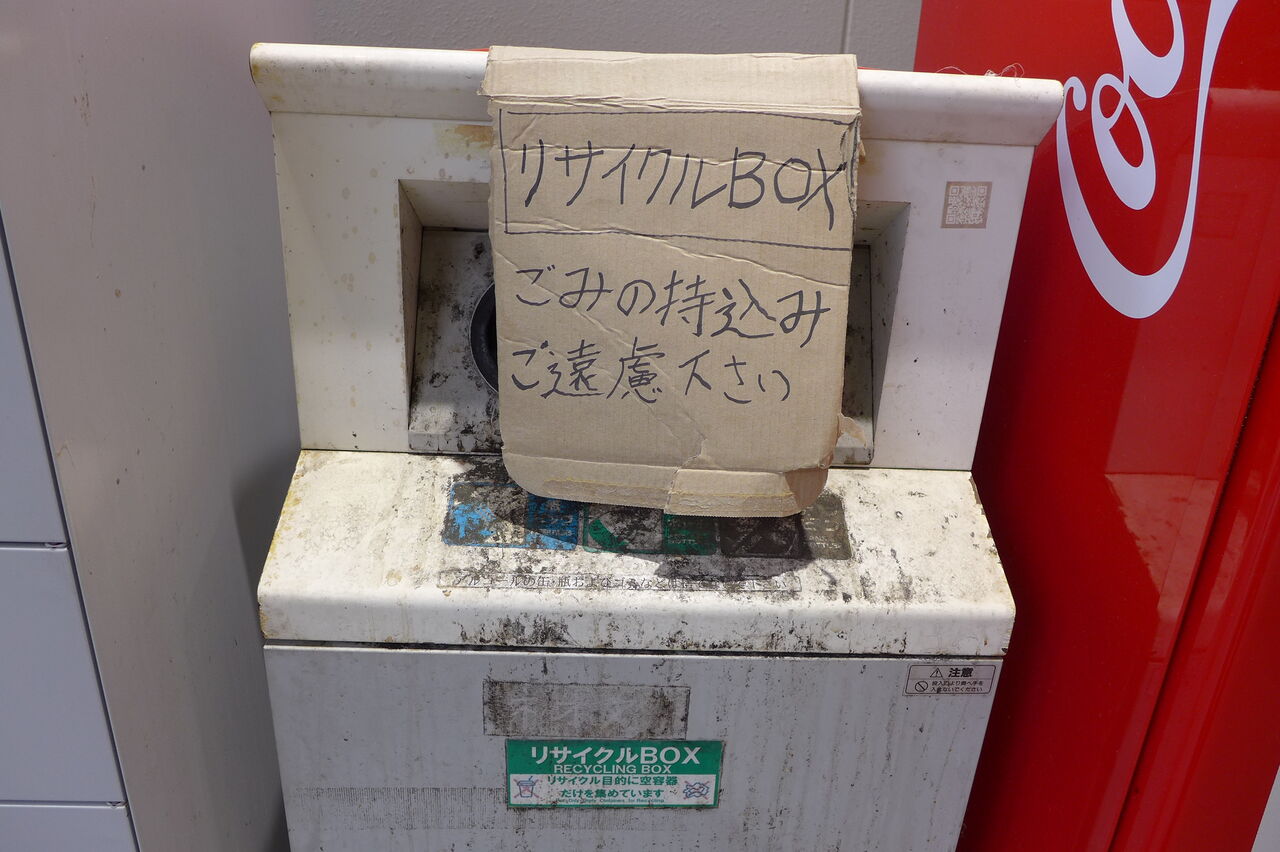 リサイクルBOX
ごみの持込み
ご遠慮下さい
注意
リサイクルBOX
RECYCLING BOX
リサイクル目的に空容器
だけを集めています